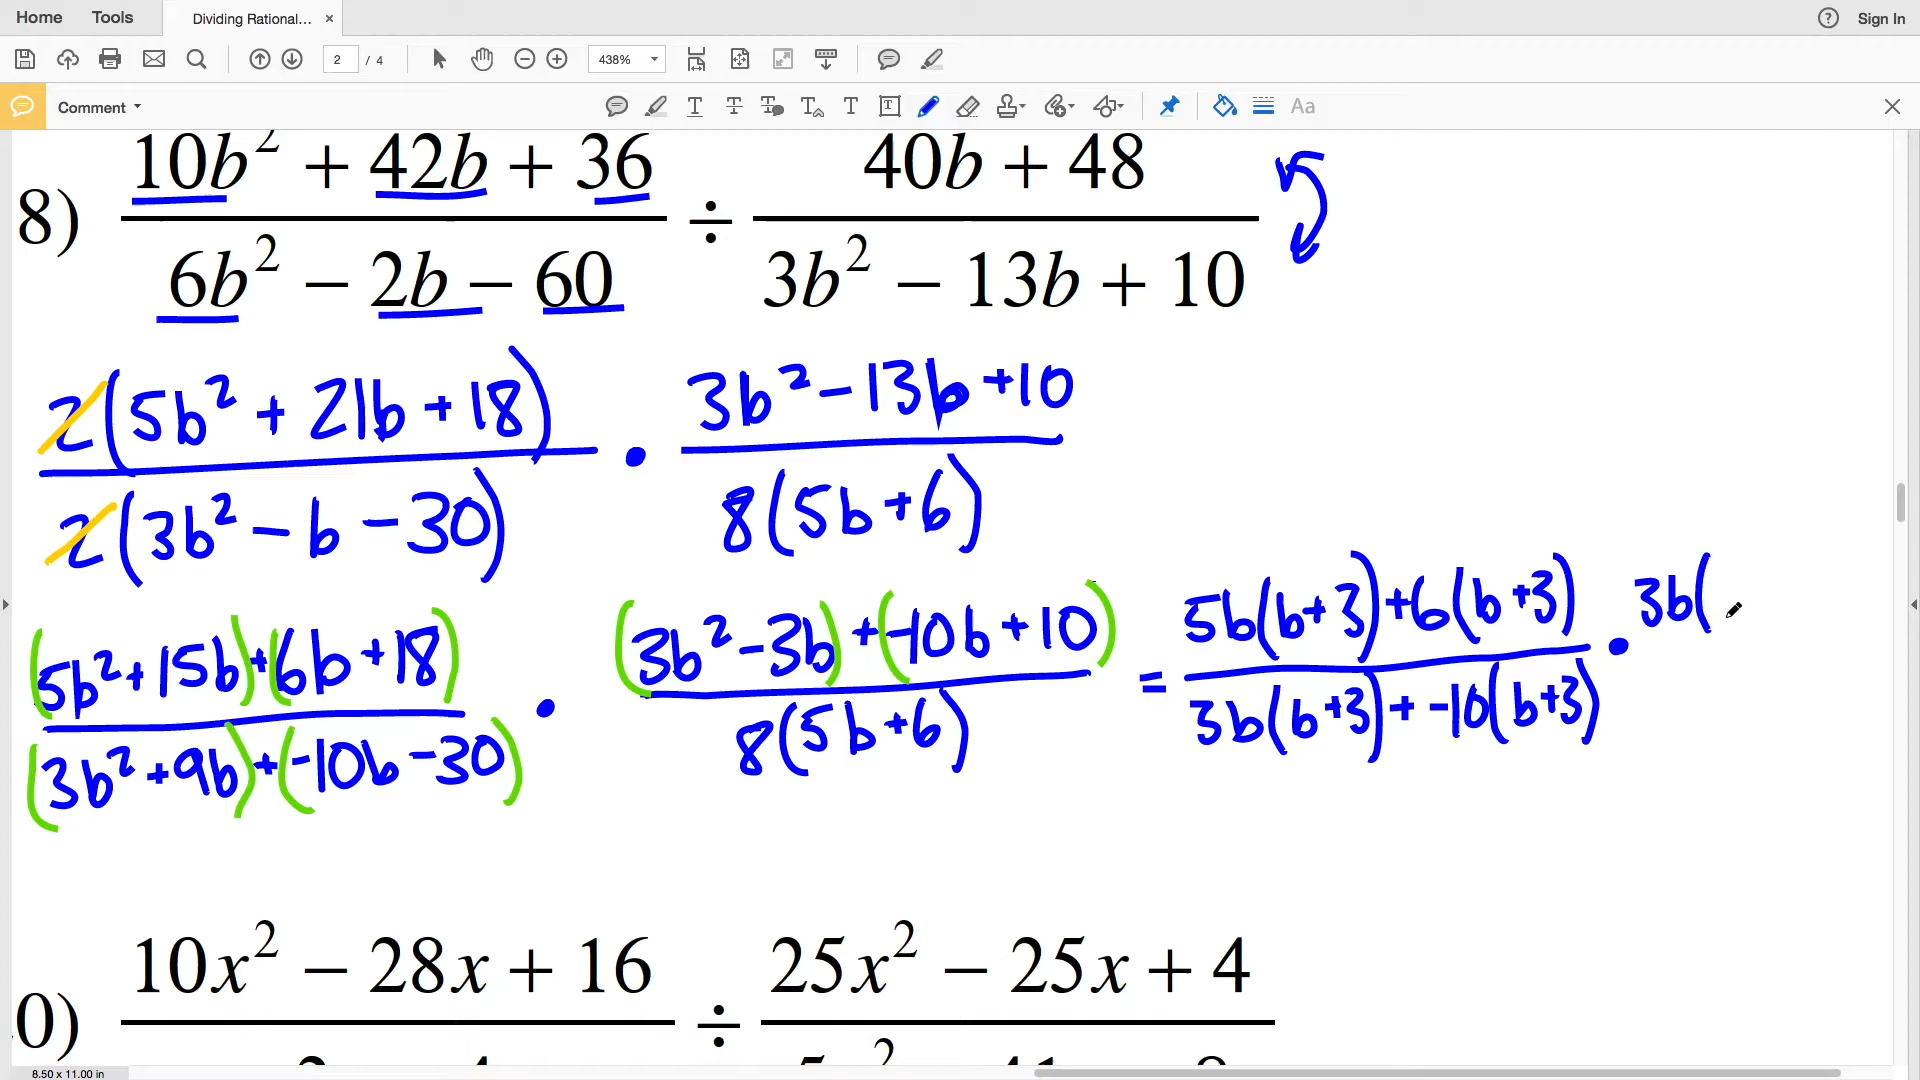 Home Tools Dividing Rational... × ? Sign In
2 / 4 438%
Comment T T T T T T Aa
8) 10b² + 42b + 36 ÷ 40b + 48
6b² − 2b − 60 3b² − 13b + 10
2(5b² + 21b + 18) • 3b² − 13b + 10
2(3b² − b − 30) 8(5b + 6)
(5b² + 15b) + (6b + 18) • (3b² − 3b) + (−10b + 10) = 5b(b+3) + 6(b+3) • 3b(
(3b² + 9b) + (−10b − 30) 8(5b + 6) 3b(b+3) + −10(b+3)
10x² − 28x + 16 ÷ 25x² − 25x + 4
0)
8.50 x 11.00 in